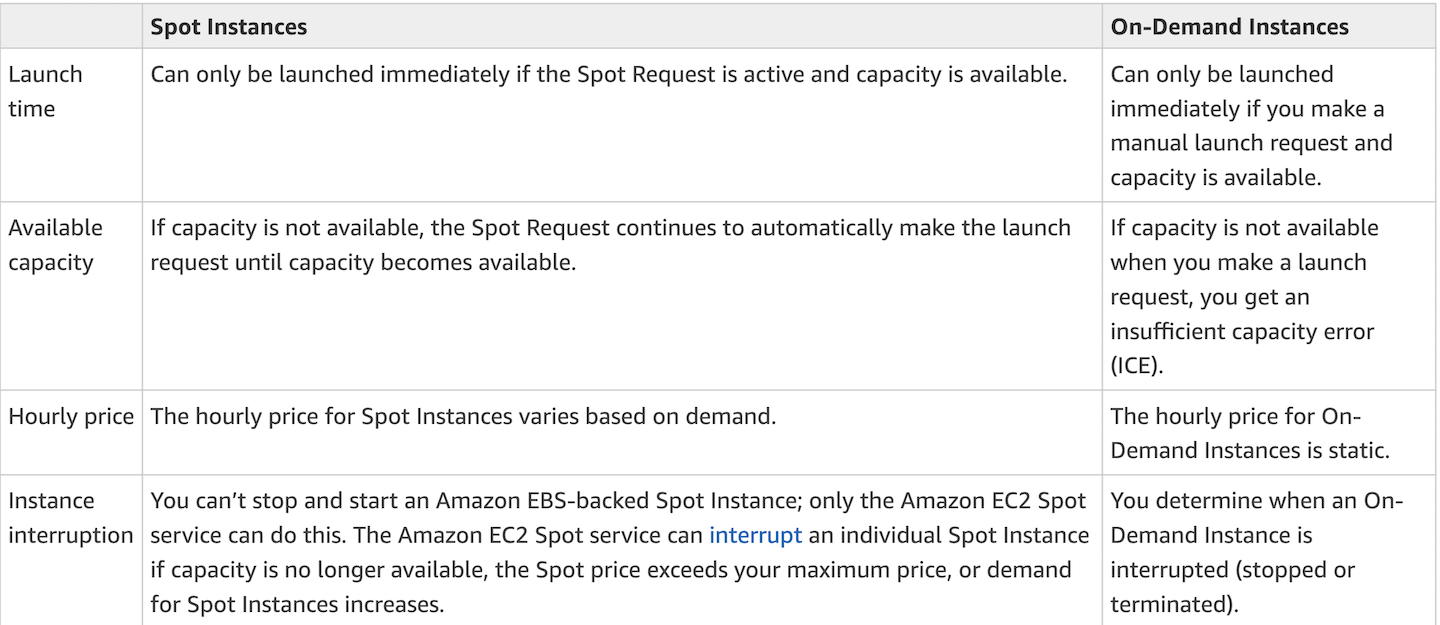 Spot Instances
On-Demand Instances
Launch
time
Can only be launched immediately if the Spot Request is active and capacity is available.
Can only be launched
immediately if you make a
manual launch request and
capacity is available.
Available
capacity
If capacity is not available, the Spot Request continues to automatically make the launch
request until capacity becomes available.
If capacity is not available
when you make a launch
request, you get an
insufficient capacity error
(ICE).
Hourly price
The hourly price for Spot Instances varies based on demand.
The hourly price for On-
Demand Instances is static.
Instance
interruption
You can’t stop and start an Amazon EBS-backed Spot Instance; only the Amazon EC2 Spot
service can do this. The Amazon EC2 Spot service can interrupt an individual Spot Instance
if capacity is no longer available, the Spot price exceeds your maximum price, or demand
for Spot Instances increases.
You determine when an On-
Demand Instance is
interrupted (stopped or
terminated).